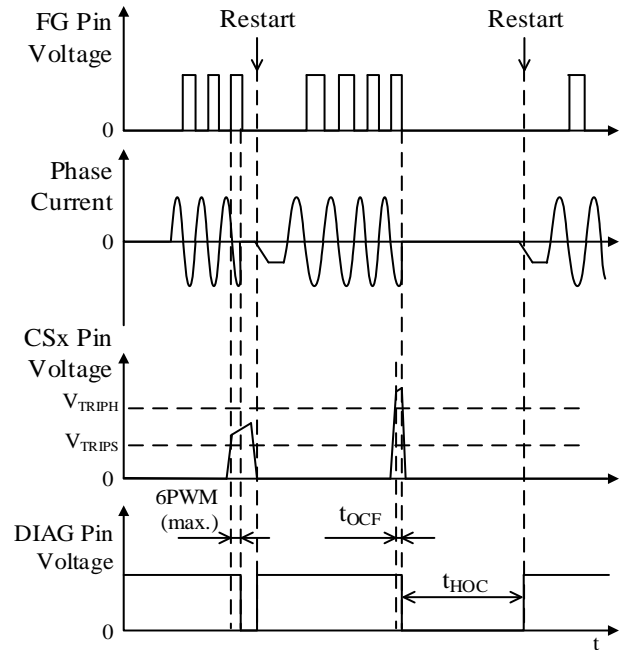 FG Pin
Voltage
Restart
Restart
0
Phase
Current
0
CSx Pin
Voltage
VTRIPH
VTRIPS
0
6PWM
(max.)
tOCF
DIAG Pin
Voltage
tHOC
0
t